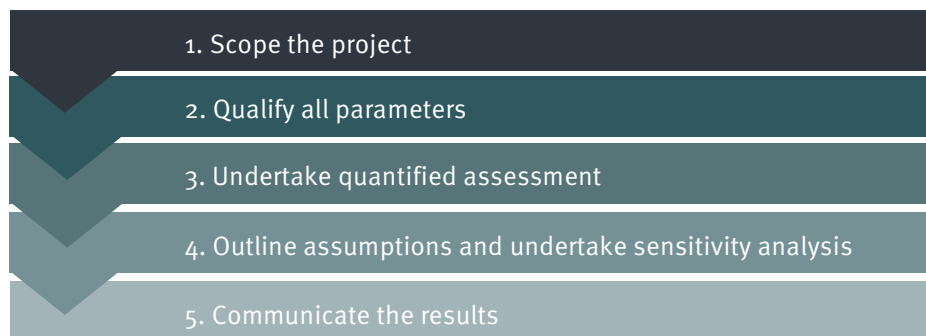 1. Scope the project
2. Qualify all parameters
3. Undertake quantified assessment
4. Outline assumptions and undertake sensitivity analysis
5. Communicate the results